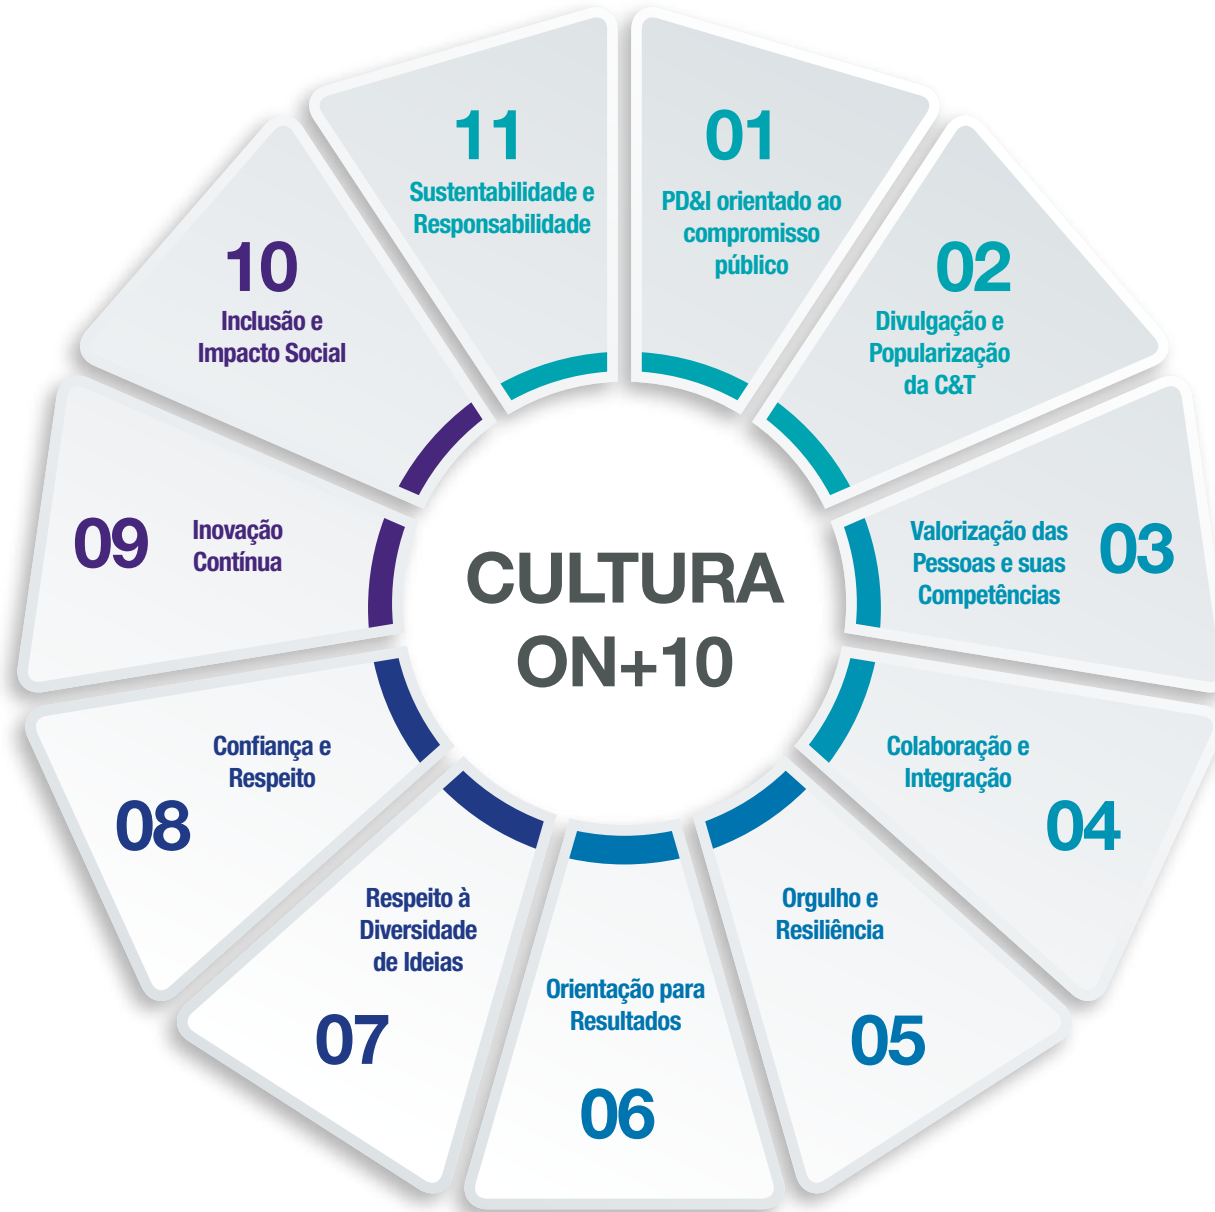 CULTURA
ON+10
01
PD&I orientado ao
compromisso
público
02
Divulgação e
Popularização
da C&T
03
Valorização das
Pessoas e suas
Competências
04
Colaboração e
Integração
05
Orgulho e
Resiliência
06
Orientação para
Resultados
07
Respeito à
Diversidade
de Ideias
08
Confiança e
Respeito
09
Inovação
Contínua
10
Inclusão e
Impacto Social
11
Sustentabilidade e
Responsabilidade